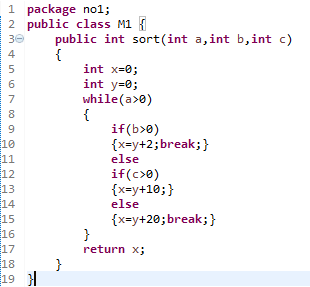 1 package no1;
2 public class M1 {
3 public int sort(int a,int b,int c)
4 {
5 int x=0;
6 int y=0;
7 while(a>0)
8 {
9 if(b>0)
10 {x=y+2;break;}
11 else
12 if(c>0)
13 {x=y+10;}
14 else
15 {x=y+20;break;}
16 }
17 return x;
18 }
19 }